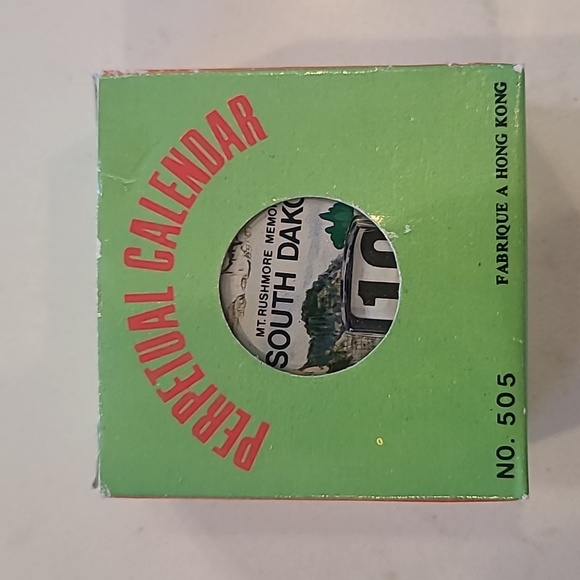 PERPETUAL CALENDAR
MT. RUSHMORE MEMO
SOUTH DAKO
10
FABRIQUE A HONG KONG
NO. 505